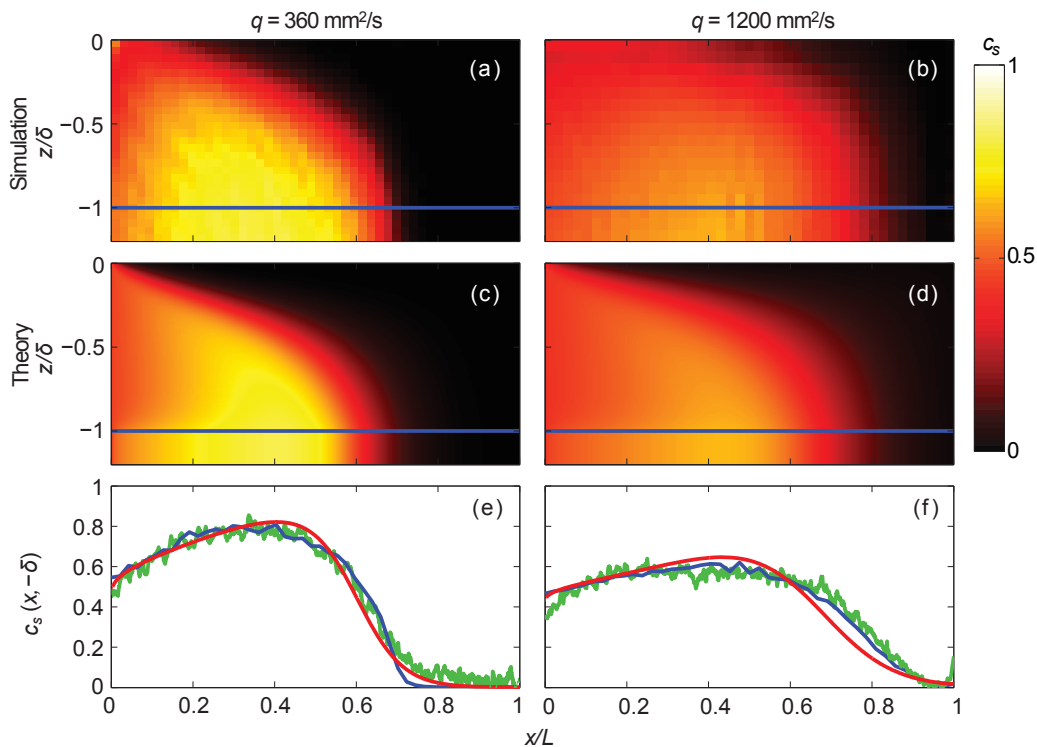 q = 360 mm²/s
q = 1200 mm²/s
Simulation
z/δ
0
−0.5
−1
(a)
(b)
c_s
1
0.5
0
Theory
z/δ
0
−0.5
−1
(c)
(d)
c_s (x, −δ)
1
0.8
0.6
0.4
0.2
0
(e)
(f)
0 0.2 0.4 0.6 0.8 1
0 0.2 0.4 0.6 0.8 1
x/L